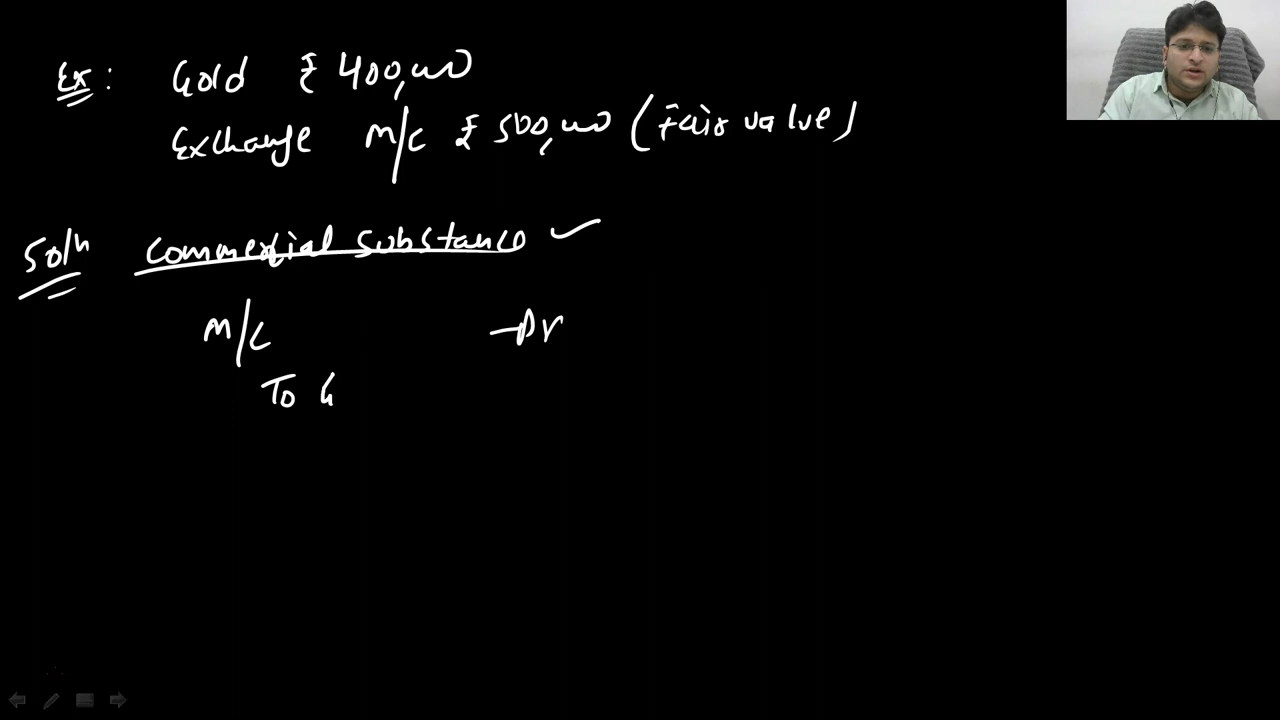 Ex: Gold ₹ 400,000
Exchange M/C ₹ 500,000 (Fair value)
Soln Commercial substance ✓
M/C -Dr
To G